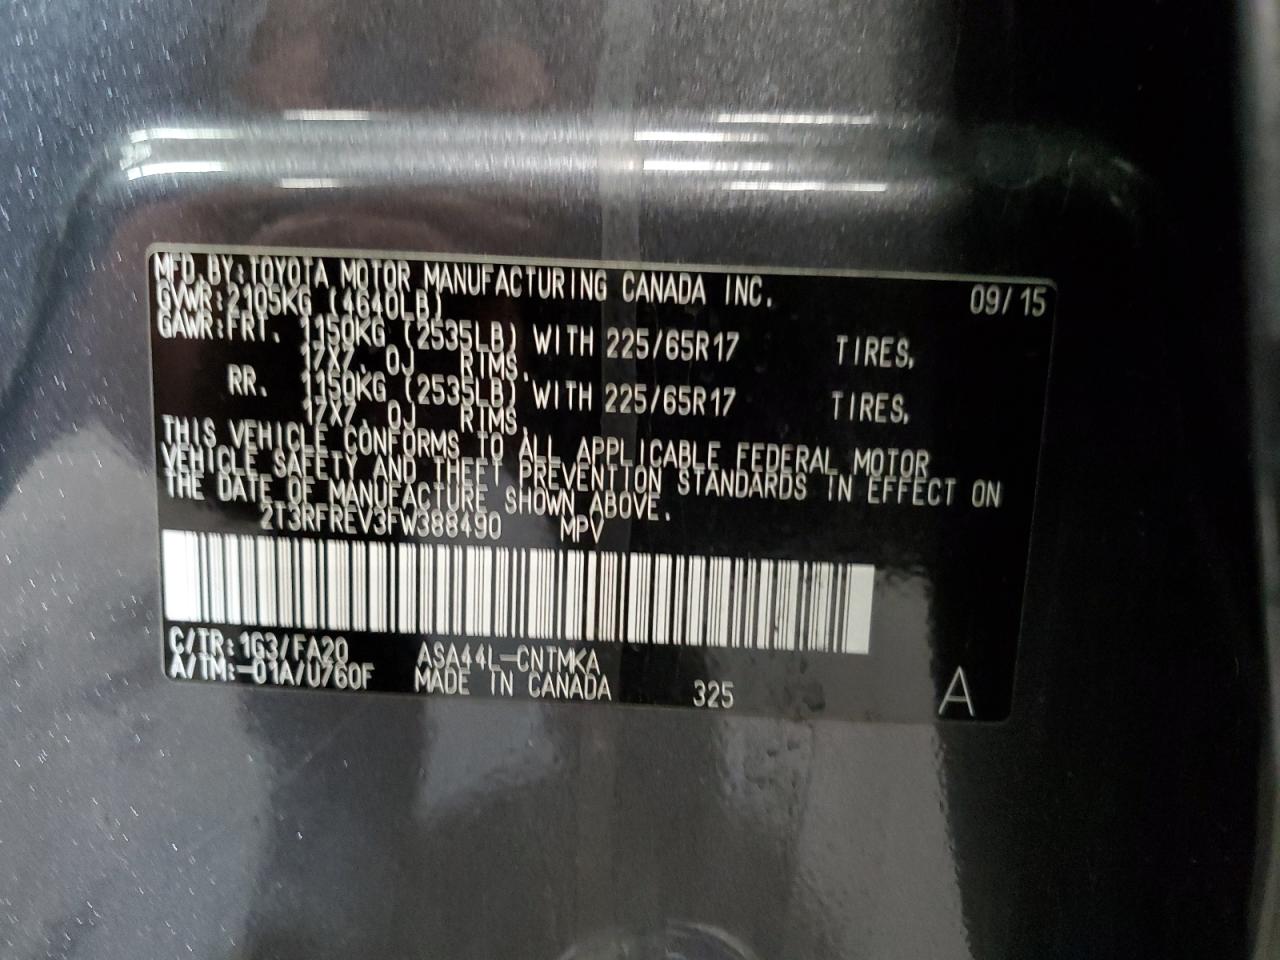 MFD.BY:TOYOTA MOTOR MANUFACTURING CANADA INC. 09/15
GVWR:2105KG (4640LB)
GAWR:FRT. 1150KG (2535LB) WITH 225/65R17 TIRES,
17X7.0J RIMS.
RR. 1150KG (2535LB) WITH 225/65R17 TIRES,
17X7.0J RIMS.
THIS VEHICLE CONFORMS TO ALL APPLICABLE FEDERAL MOTOR
VEHICLE SAFETY AND THEFT PREVENTION STANDARDS IN EFFECT ON
THE DATE OF MANUFACTURE SHOWN ABOVE.
2T3RFREV3FW388490 MPV
C/TR:1G3/FA20 ASA44L-CNTMKA
A/TM:-01A/U760F MADE IN CANADA 325 A